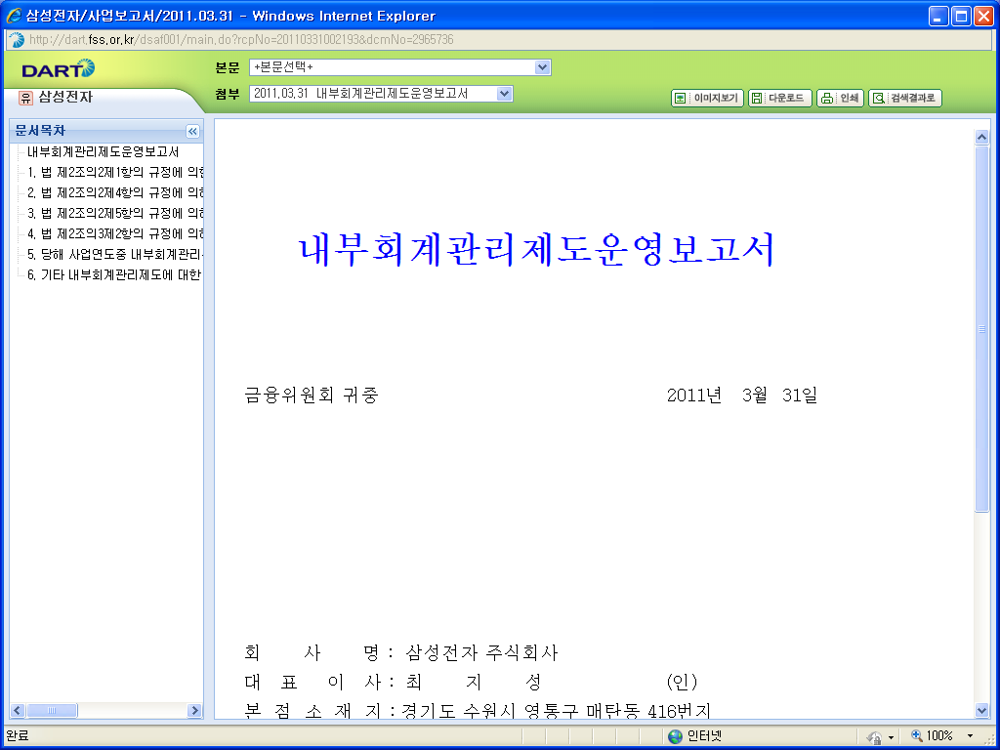 삼성전자/사업보고서/2011.03.31 - Windows Internet Explorer
http://dart.fss.or.kr/dsaf001/main.do?rcpNo=20110331002193&dcmNo=2965736
DART
본문 +본문선택+
유 삼성전자
첨부 2011.03.31 내부회계관리제도운영보고서
이미지보기 다운로드 인쇄 검색결과로
문서목차
내부회계관리제도운영보고서
1. 법 제2조의2제1항의 규정에 의한
2. 법 제2조의2제4항의 규정에 의하
3. 법 제2조의2제5항의 규정에 의하
4. 법 제2조의3제2항의 규정에 의하
5. 당해 사업연도중 내부회계관리
6. 기타 내부회계관리제도에 대한
내부회계관리제도운영보고서
금융위원회 귀중 2011년 3월 31일
회 사 명 : 삼성전자 주식회사
대 표 이 사 : 최 지 성 (인)
본 점 소 재 지 : 경기도 수원시 영통구 매탄동 416번지
완료 인터넷 100%